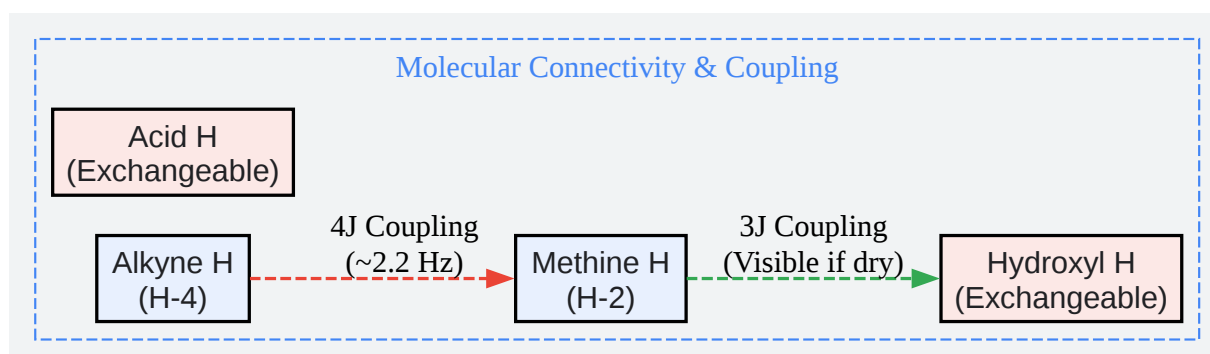 Molecular Connectivity & Coupling
Acid H
(Exchangeable)
Alkyne H
(H-4)
4J Coupling
(~2.2 Hz)
Methine H
(H-2)
3J Coupling
(Visible if dry)
Hydroxyl H
(Exchangeable)